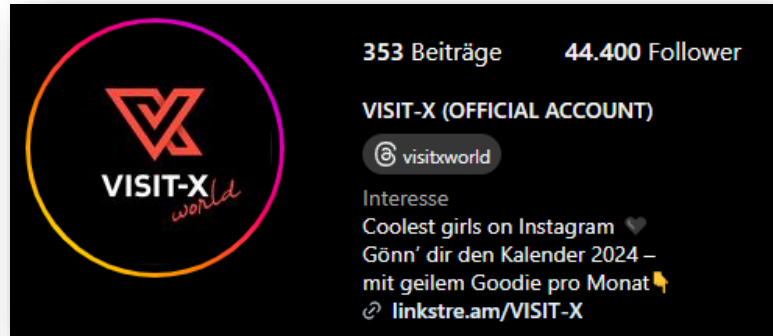 VISIT-X
world
353 Beiträge 44.400 Follower
VISIT-X (OFFICIAL ACCOUNT)
visitxworld
Interesse
Coolest girls on Instagram 🖤
Gönn’ dir den Kalender 2024 –
mit geilem Goodie pro Monat👇
linkstre.am/VISIT-X